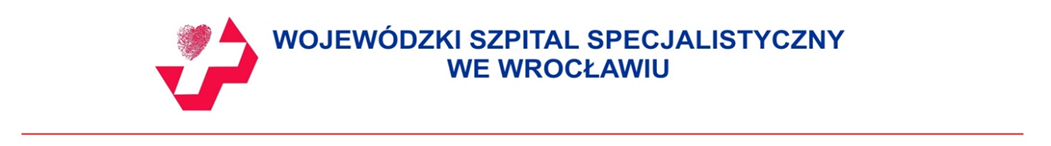 WOJEWÓDZKI SZPITAL SPECJALISTYCZNY
WE WROCŁAWIU